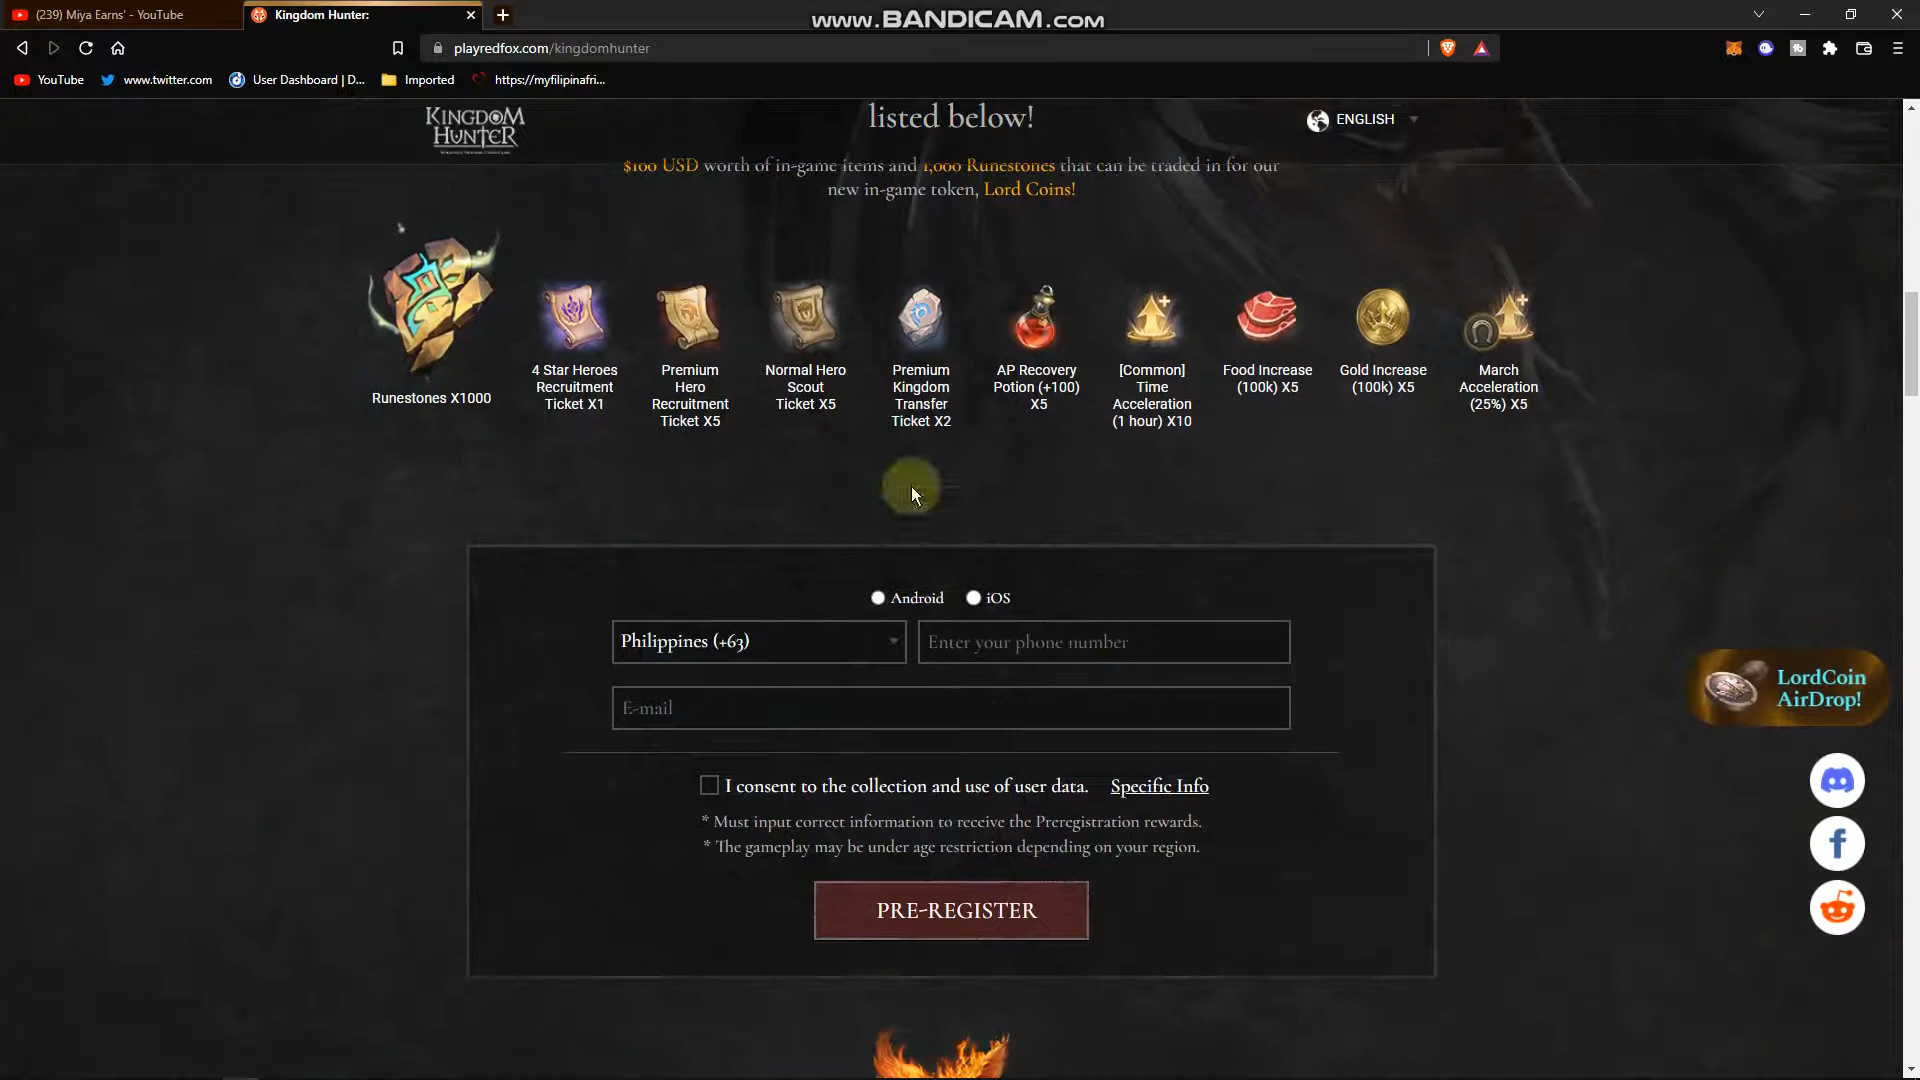 (239) Miya Earns' - YouTube
Kingdom Hunter:
WWW.BANDICAM.COM
playredfox.com/kingdomhunter
YouTube
www.twitter.com
User Dashboard | D...
Imported
https://myfilipinafri...
KINGDOM
HUNTER
listed below!
ENGLISH
$100 USD worth of in-game items and 1,000 Runestones that can be traded in for our
new in-game token, Lord Coins!
Runestones X1000
4 Star Heroes
Recruitment
Ticket X1
Premium
Hero
Recruitment
Ticket X5
Normal Hero
Scout
Ticket X5
Premium
Kingdom
Transfer
Ticket X2
AP Recovery
Potion (+100)
X5
[Common]
Time
Acceleration
(1 hour) X10
Food Increase
(100k) X5
Gold Increase
(100k) X5
March
Acceleration
(25%) X5
Android
iOS
Philippines (+63)
Enter your phone number
E-mail
I consent to the collection and use of user data.
Specific Info
* Must input correct information to receive the Preregistration rewards.
* The gameplay may be under age restriction depending on your region.
PRE-REGISTER
LordCoin
AirDrop!